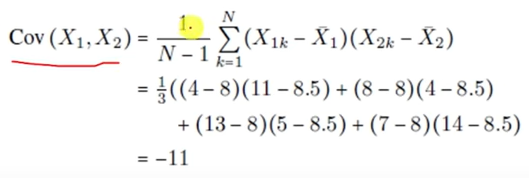 Cov (X₁, X₂) = 1/(N − 1) ∑_{k=1}^{N} (X₁ₖ − X̄₁)(X₂ₖ − X̄₂)
= 1/3((4 − 8)(11 − 8.5) + (8 − 8)(4 − 8.5)
+ (13 − 8)(5 − 8.5) + (7 − 8)(14 − 8.5)
= −11